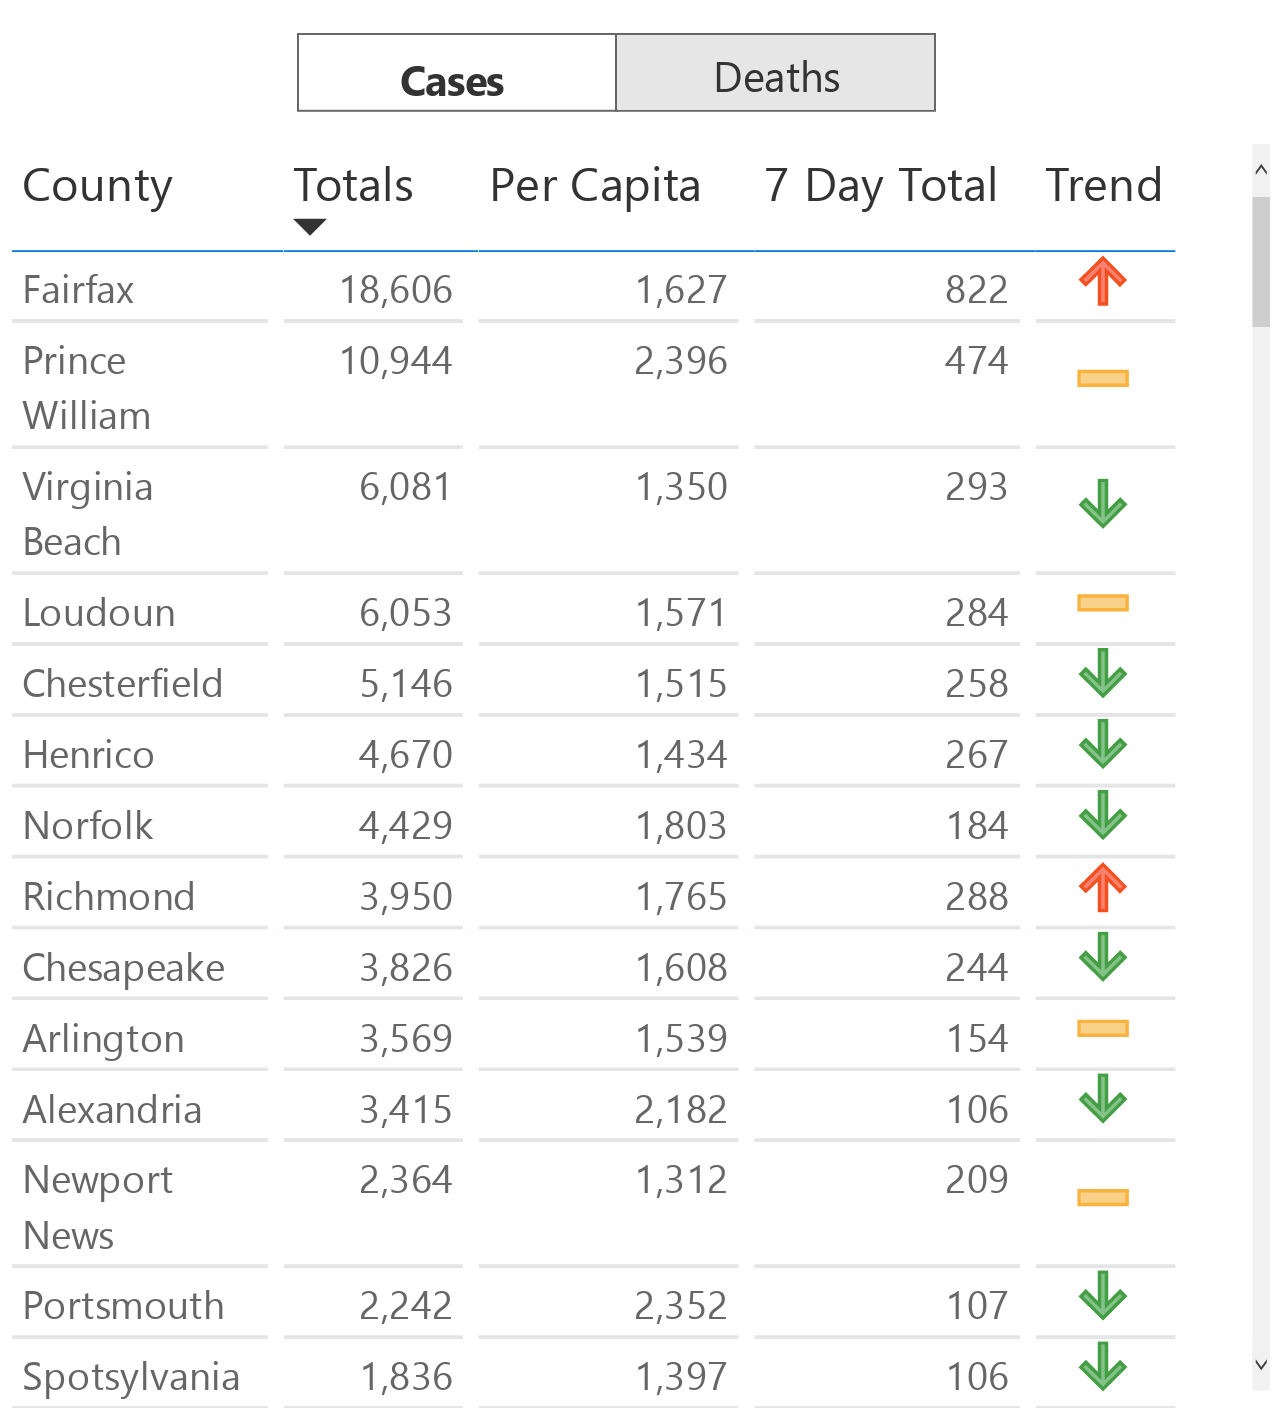 Cases Deaths
County Totals Per Capita 7 Day Total Trend
Fairfax 18,606 1,627 822
Prince 10,944 2,396 474
William
Virginia 6,081 1,350 293
Beach
Loudoun 6,053 1,571 284
Chesterfield 5,146 1,515 258
Henrico 4,670 1,434 267
Norfolk 4,429 1,803 184
Richmond 3,950 1,765 288
Chesapeake 3,826 1,608 244
Arlington 3,569 1,539 154
Alexandria 3,415 2,182 106
Newport 2,364 1,312 209
News
Portsmouth 2,242 2,352 107
Spotsylvania 1,836 1,397 106